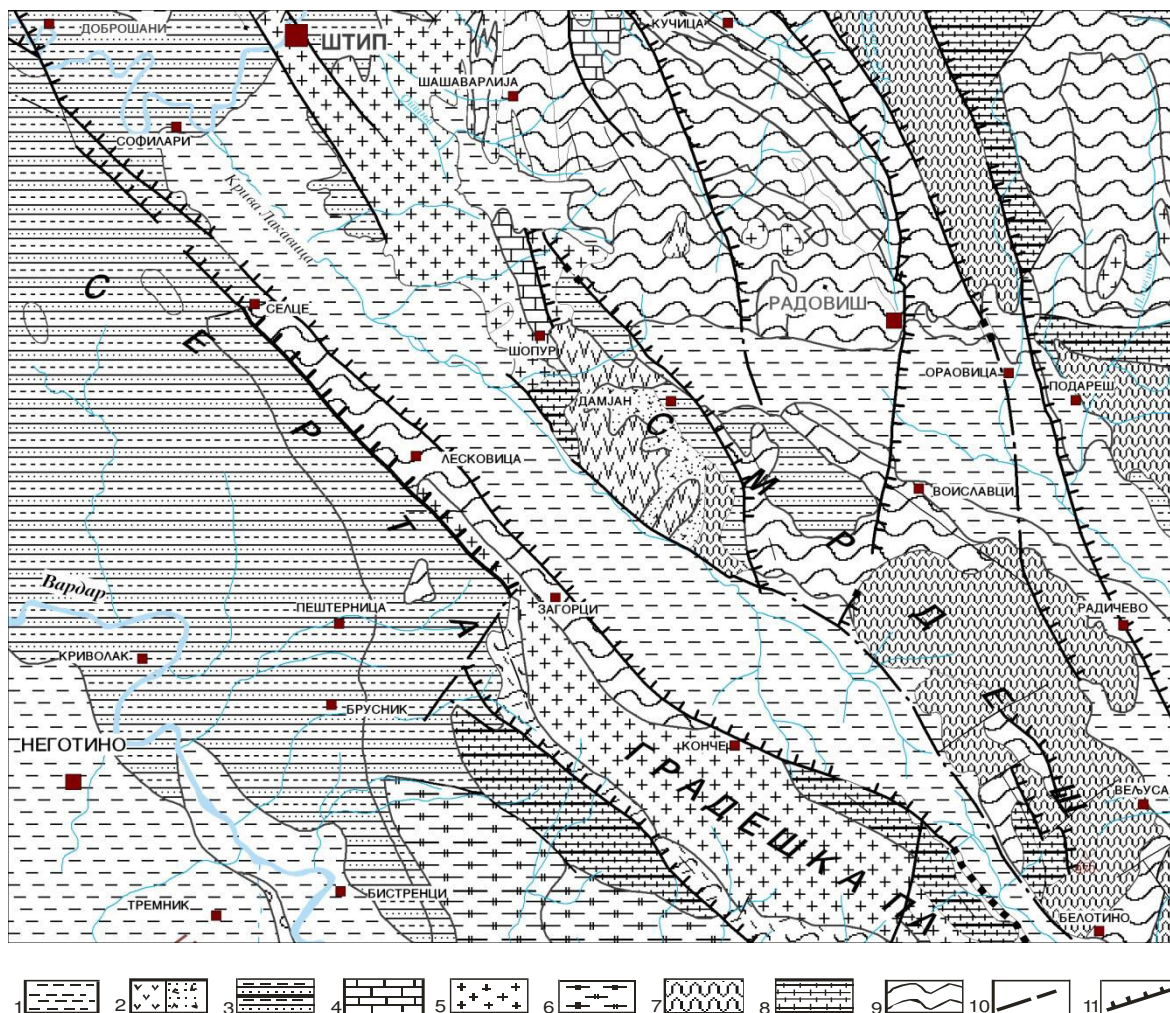 ДОБРОШАНИ
ШТИП
КУЧИЦА
ШАШАВАРЛИЈА
СОФИЛАРИ
Крива Лакавица
СЕЛЦЕ
РАДОВИШ
ШОПУР
ОРАОВИЦА
ПОДАРЕШ
ДАМЈАН
ЛЕСКОВИЦА
ВОИСЛАВЦИ
СЕРТА
СМРДЕШ
Вардар
ПЕШТЕРНИЦА
ЗАГОРЦИ
РАДИЧЕВО
КРИВОЛАК
БРУСНИК
НЕГОТИНО
КОНЧЕ
ГРАДЕШКА ПЛ
ВЕЉУСА
БИСТРЕНЦИ
ТРЕМНИК
БЕЛОТИНО
1 2 3 4 5 6 7 8 9 10 11